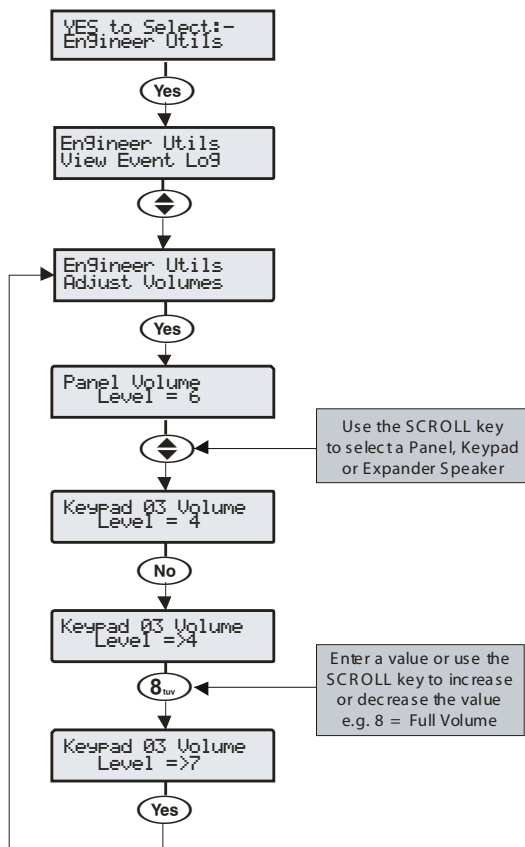 YES to Select:-
Engineer Utils
Yes
Engineer Utils
View Event Log
Engineer Utils
Adjust Volumes
Yes
Panel Volume
Level = 6
Use the SCROLL key
to select a Panel, Keypad
or Expander Speaker
Keypad 03 Volume
Level = 4
No
Keypad 03 Volume
Level =>4
8tuv
Enter a value or use the
SCROLL key to increase
or decrease the value
e.g. 8 = Full Volume
Keypad 03 Volume
Level =>7
Yes